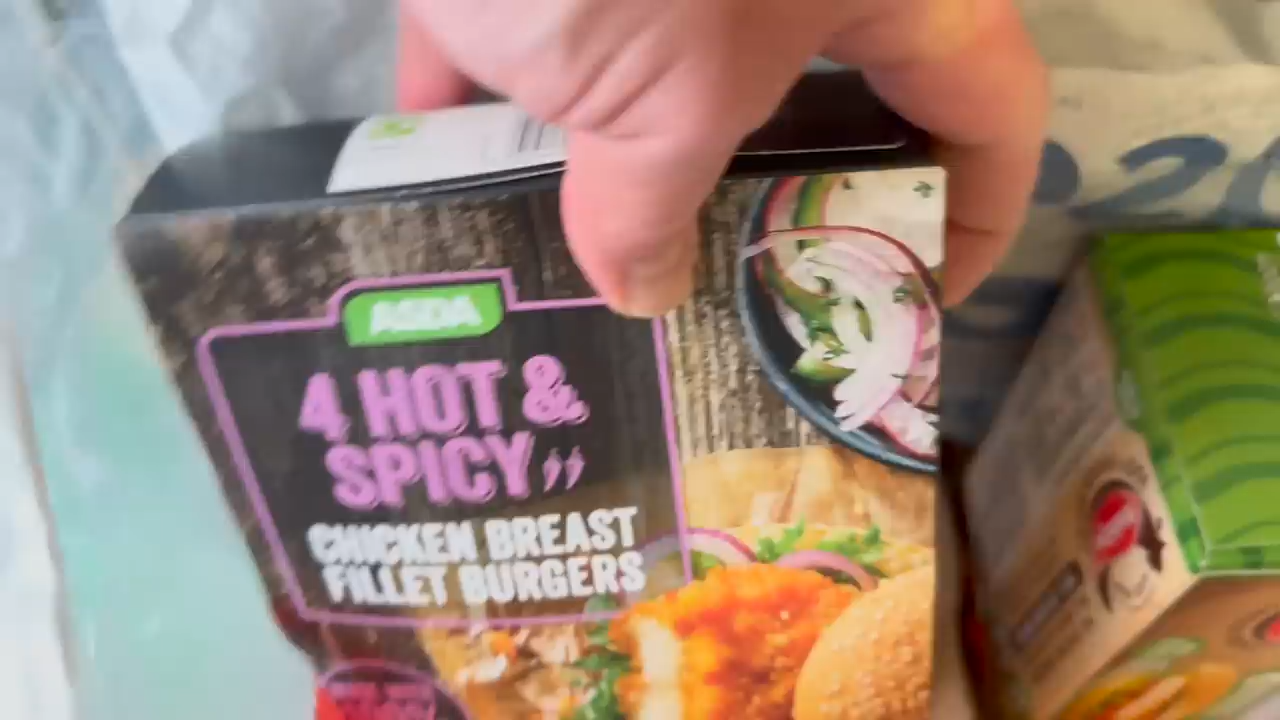 ASDA
4 HOT &
SPICY
CHICKEN BREAST
FILLET BURGERS